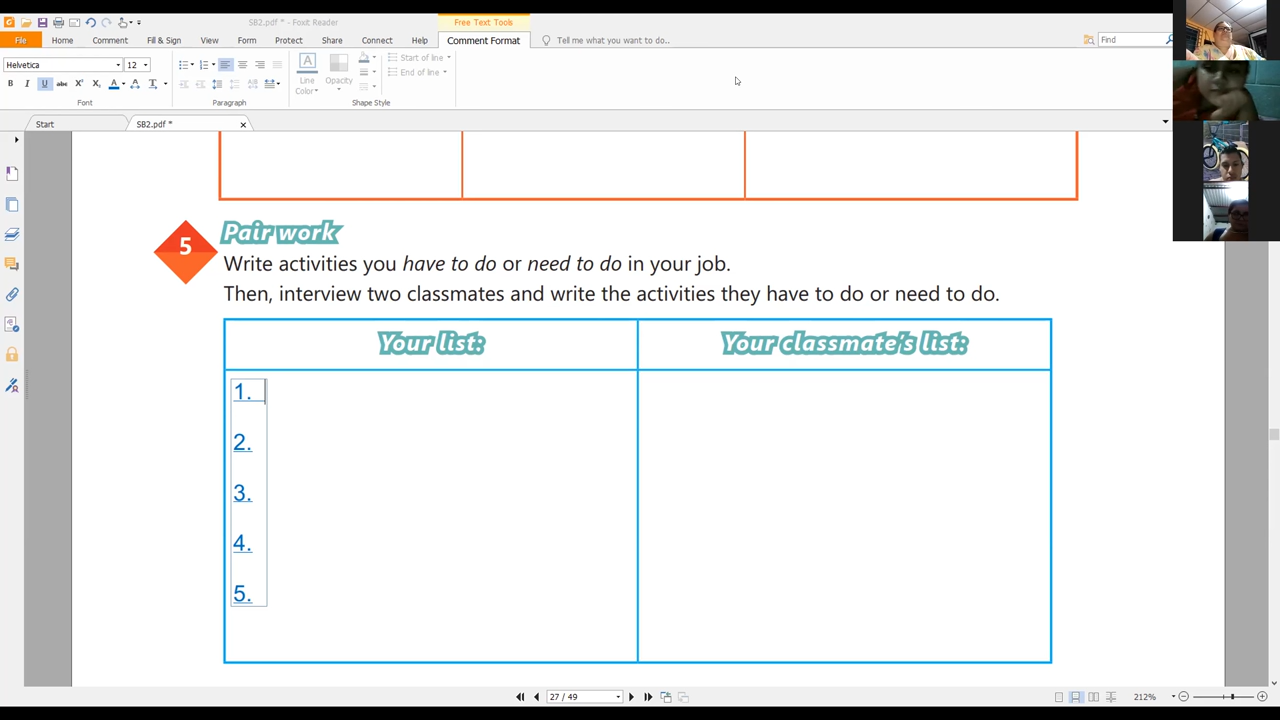 SB2.pdf * - Foxit Reader
Free Text Tools
File Home Comment Fill & Sign View Form Protect Share Connect Help Comment Format Tell me what you want to do.. Find
Helvetica 12
B I U abc A X² X₂ T
A
Line Color
Opacity
Start of line
End of line
Font Paragraph Shape Style
Start SB2.pdf *
5
Pair work
Write activities you have to do or need to do in your job.
Then, interview two classmates and write the activities they have to do or need to do.
Your list: Your classmate's list:
1.
2.
3.
4.
5.
27 / 49
212%